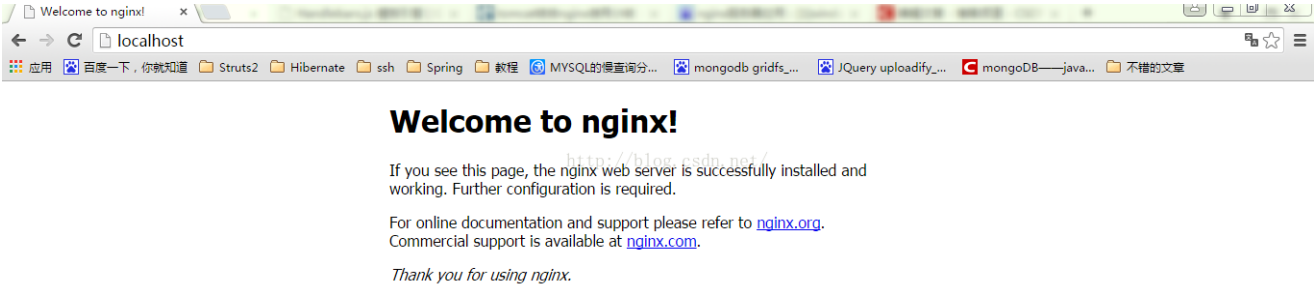 Welcome to nginx!
localhost
应用 百度一下，你就知道 Struts2 Hibernate ssh Spring 教程 MYSQL的慢查询分... mongodb gridfs_... JQuery uploadify_... mongoDB——java... 不错的文章
Welcome to nginx!
http://blog.csdn.net/
If you see this page, the nginx web server is successfully installed and
working. Further configuration is required.
For online documentation and support please refer to nginx.org.
Commercial support is available at nginx.com.
Thank you for using nginx.